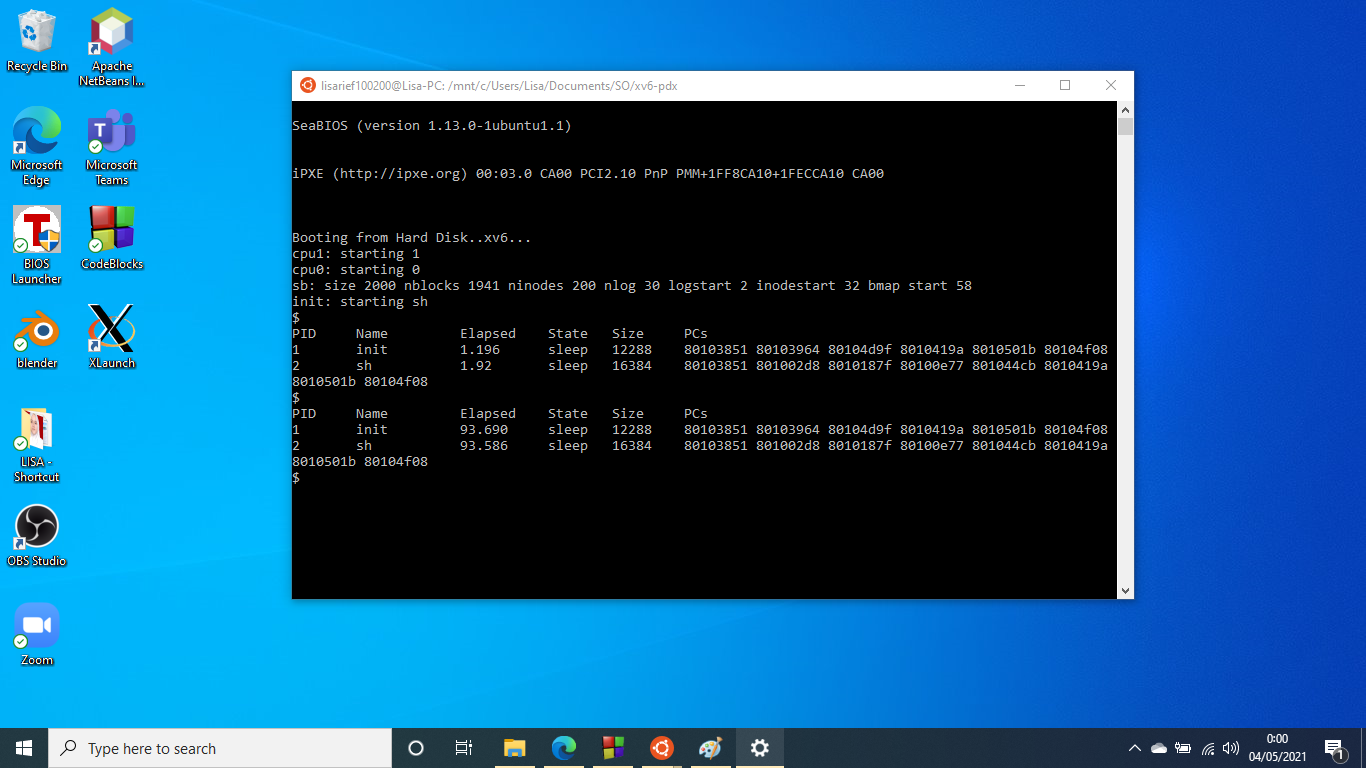 Recycle Bin
Apache
NetBeans I...
Microsoft
Edge
Microsoft
Teams
BIOS
Launcher
CodeBlocks
blender
XLaunch
LISA -
Shortcut
OBS Studio
Zoom
lisarief100200@Lisa-PC: /mnt/c/Users/Lisa/Documents/SO/xv6-pdx
SeaBIOS (version 1.13.0-1ubuntu1.1)
iPXE (http://ipxe.org) 00:03.0 CA00 PCI2.10 PnP PMM+1FF8CA10+1FECCA10 CA00
Booting from Hard Disk..xv6...
cpu1: starting 1
cpu0: starting 0
sb: size 2000 nblocks 1941 ninodes 200 nlog 30 logstart 2 inodestart 32 bmap start 58
init: starting sh
$
PID Name Elapsed State Size PCs
1 init 1.196 sleep 12288 80103851 80103964 80104d9f 8010419a 8010501b 80104f08
2 sh 1.92 sleep 16384 80103851 801002d8 8010187f 80100e77 801044cb 8010419a
8010501b 80104f08
$
PID Name Elapsed State Size PCs
1 init 93.690 sleep 12288 80103851 80103964 80104d9f 8010419a 8010501b 80104f08
2 sh 93.586 sleep 16384 80103851 801002d8 8010187f 80100e77 801044cb 8010419a
8010501b 80104f08
$
Type here to search
0:00
04/05/2021
1